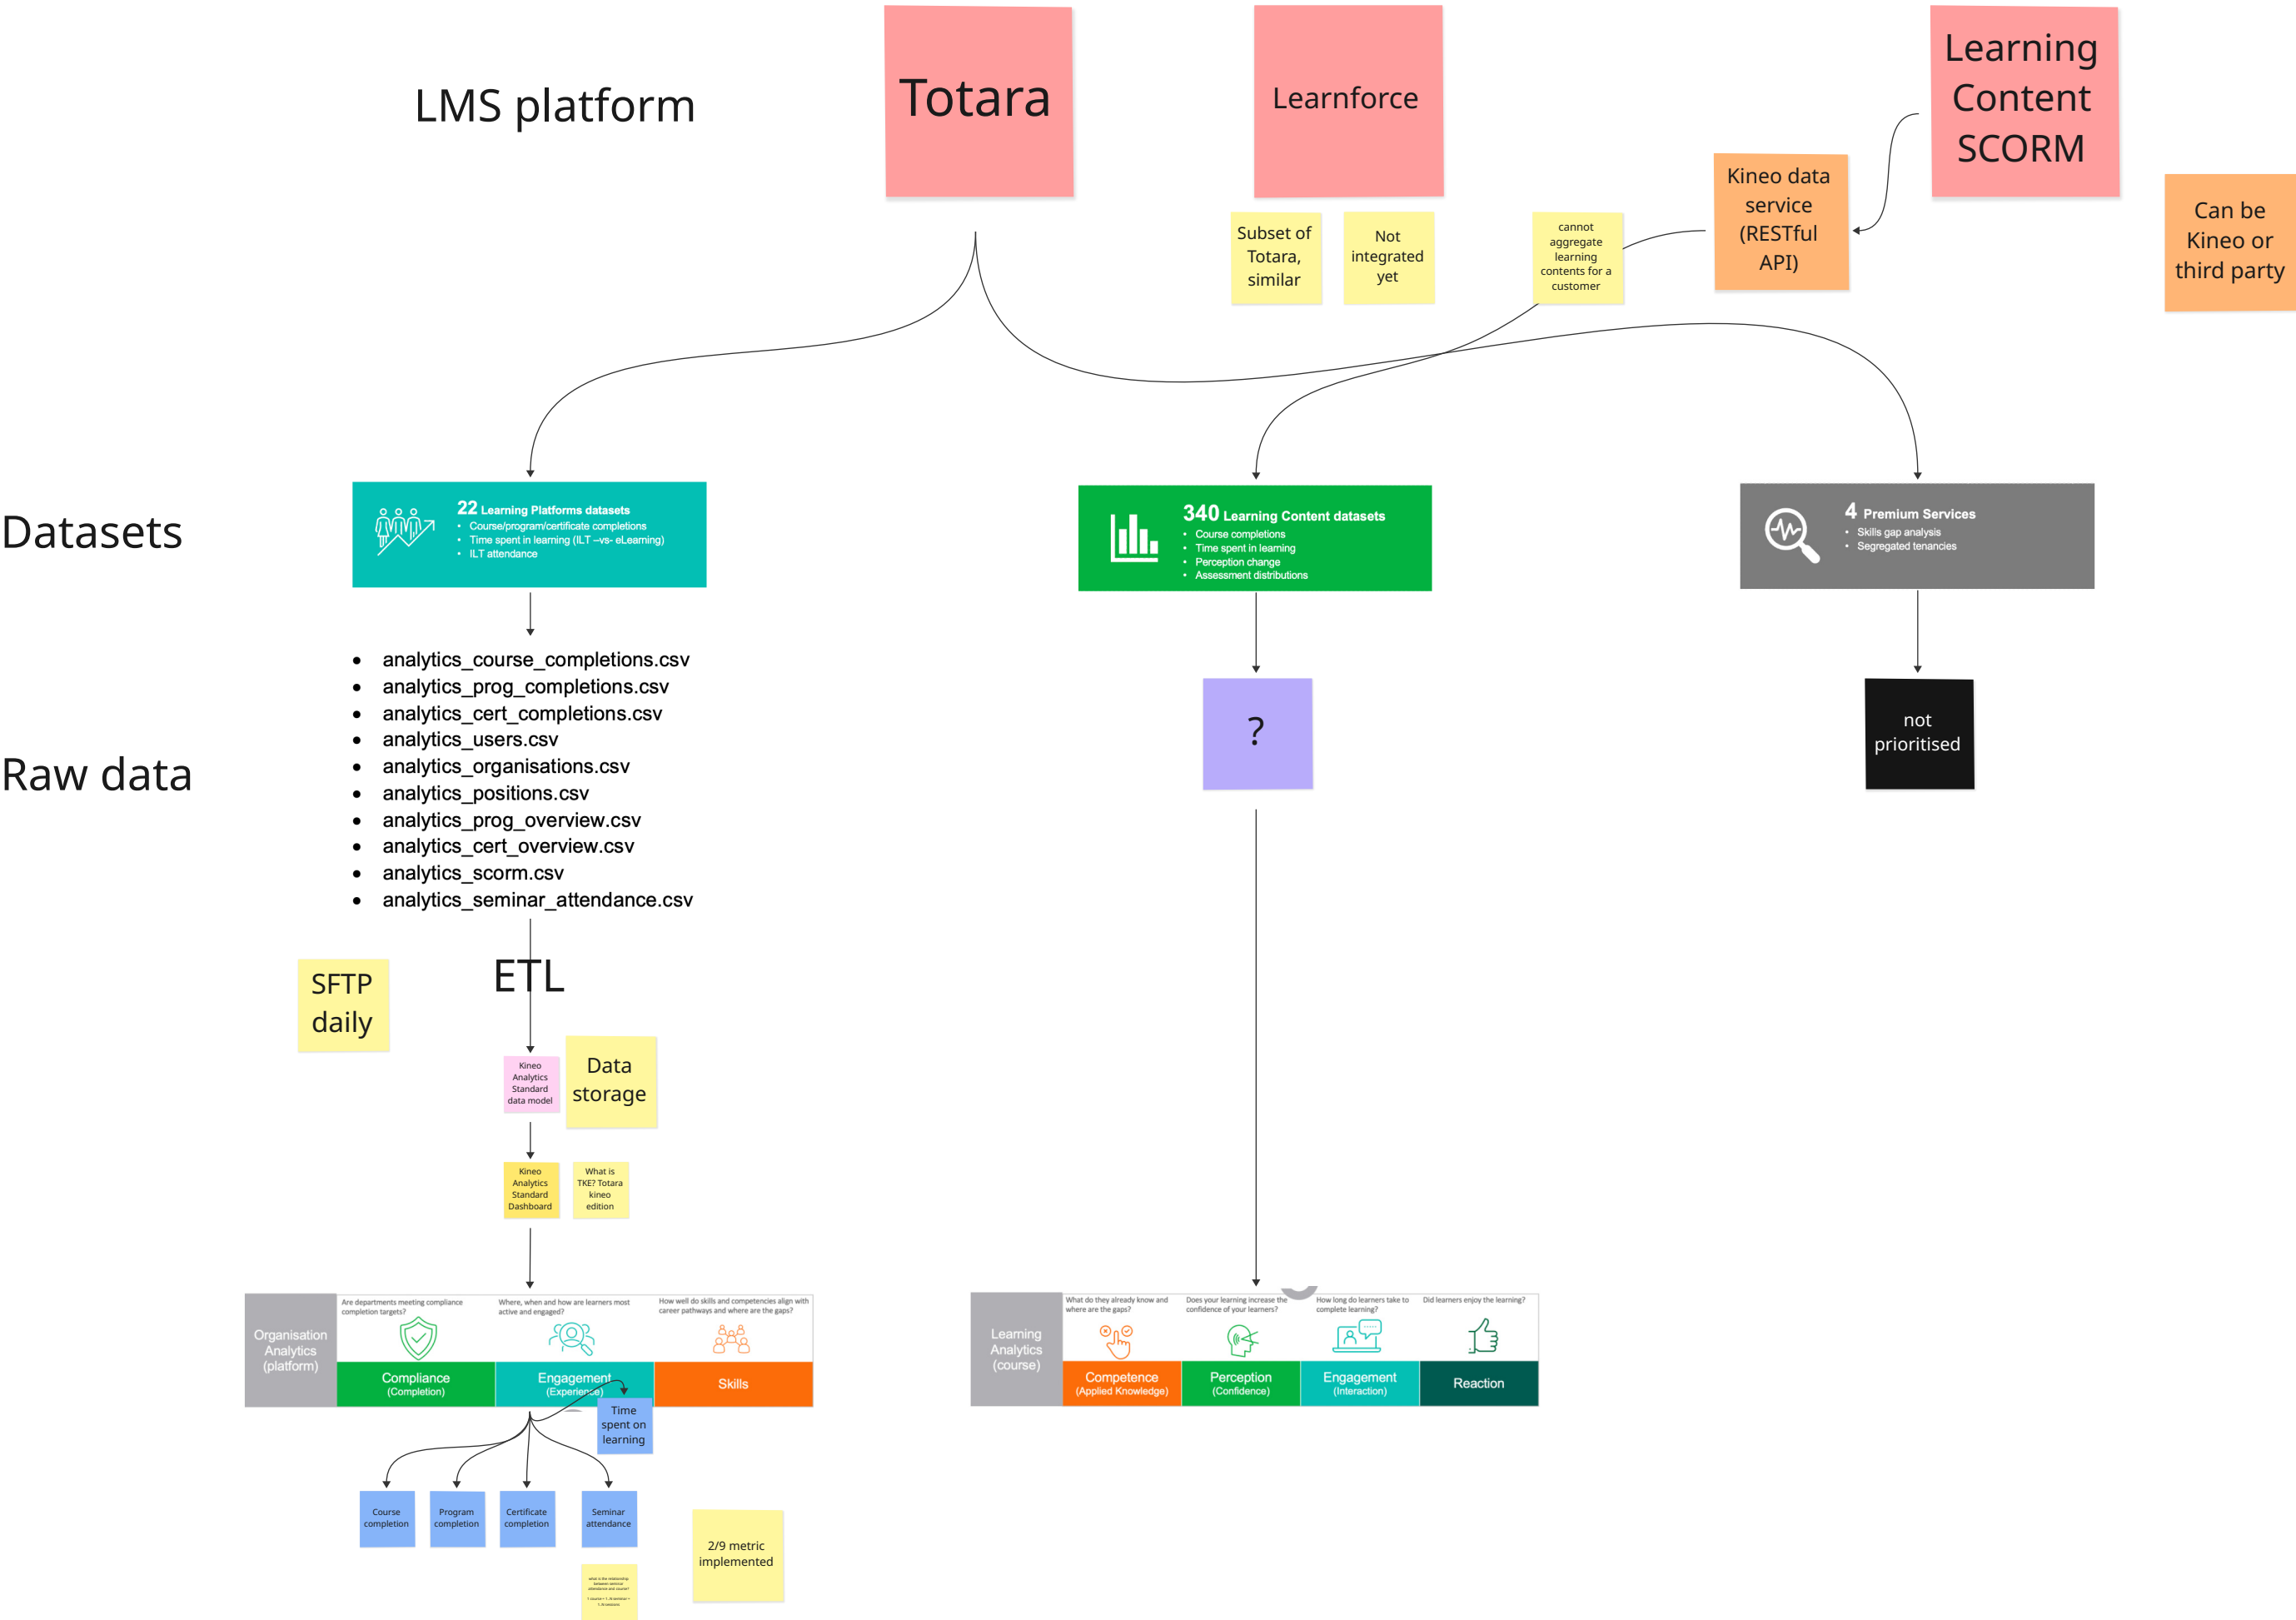 LMS platform
Totara
Learnforce
Learning
Content
SCORM
Subset of
Totara,
similar
Not
integrated
yet
cannot
aggregate
learning
contents for a
customer
Kineo data
service
(RESTful
API)
Can be
Kineo or
third party
Datasets
22 Learning Platforms datasets
• Course/program/certificate completions
• Time spent in learning (ILT –vs- eLearning)
• ILT attendance
340 Learning Content datasets
• Course completions
• Time spent in learning
• Perception change
• Assessment distributions
4 Premium Services
• Skills gap analysis
• Segregated tenancies
Raw data
• analytics_course_completions.csv
• analytics_prog_completions.csv
• analytics_cert_completions.csv
• analytics_users.csv
• analytics_organisations.csv
• analytics_positions.csv
• analytics_prog_overview.csv
• analytics_cert_overview.csv
• analytics_scorm.csv
• analytics_seminar_attendance.csv
?
not
prioritised
SFTP
daily
ETL
Kineo
Analytics
Standard
data model
Data
storage
Kineo
Analytics
Standard
Dashboard
What is
TKE? Totara
kineo
edition
Organisation
Analytics
(platform)
Are departments meeting compliance
completion targets?
Compliance
(Completion)
Where, when and how are learners most
active and engaged?
Engagement
(Experience)
How well do skills and competencies align with
career pathways and where are the gaps?
Skills
Learning
Analytics
(course)
What do they already know and
where are the gaps?
Competence
(Applied Knowledge)
Does your learning increase the
confidence of your learners?
Perception
(Confidence)
How long do learners take to
complete learning?
Engagement
(Interaction)
Did learners enjoy the learning?
Reaction
Time
spent on
learning
Course
completion
Program
completion
Certificate
completion
Seminar
attendance
2/9 metric
implemented
what is the relationship
between seminar
attendance and course?